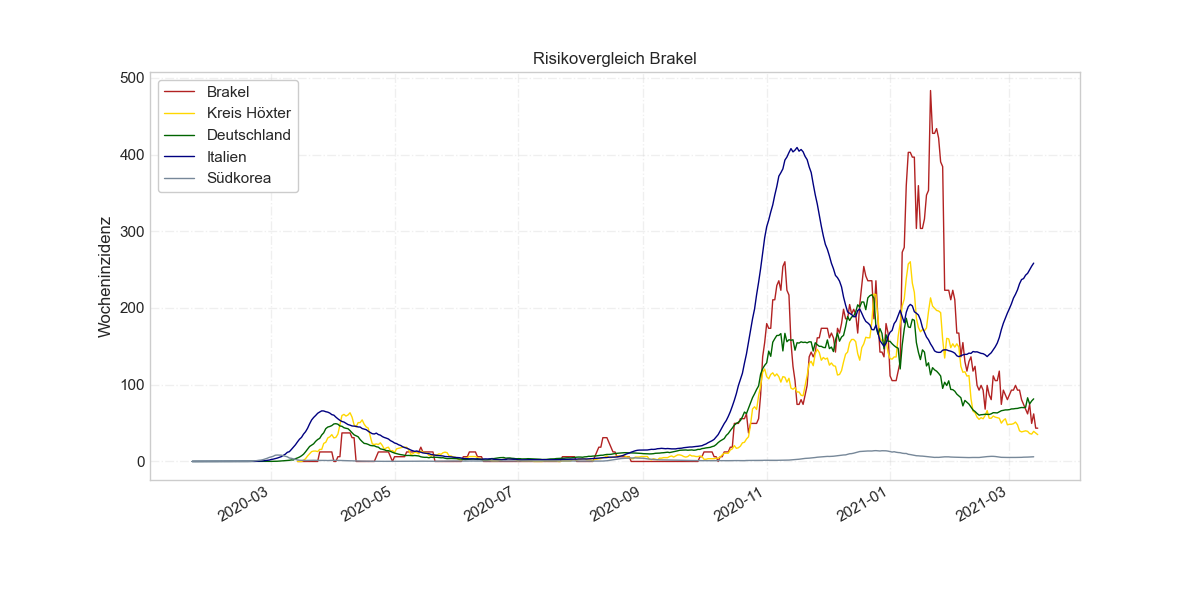 Risikovergleich Brakel
Wocheninzidenz
500
400
300
200
100
0
Brakel
Kreis Höxter
Deutschland
Italien
Südkorea
2020-03
2020-05
2020-07
2020-09
2020-11
2021-01
2021-03